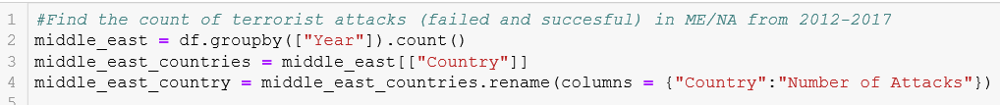 1 #Find the count of terrorist attacks (failed and succesful) in ME/NA from 2012-2017
2 middle_east = df.groupby(["Year"]).count()
3 middle_east_countries = middle_east[["Country"]]
4 middle_east_country = middle_east_countries.rename(columns = {"Country":"Number of Attacks"})
5